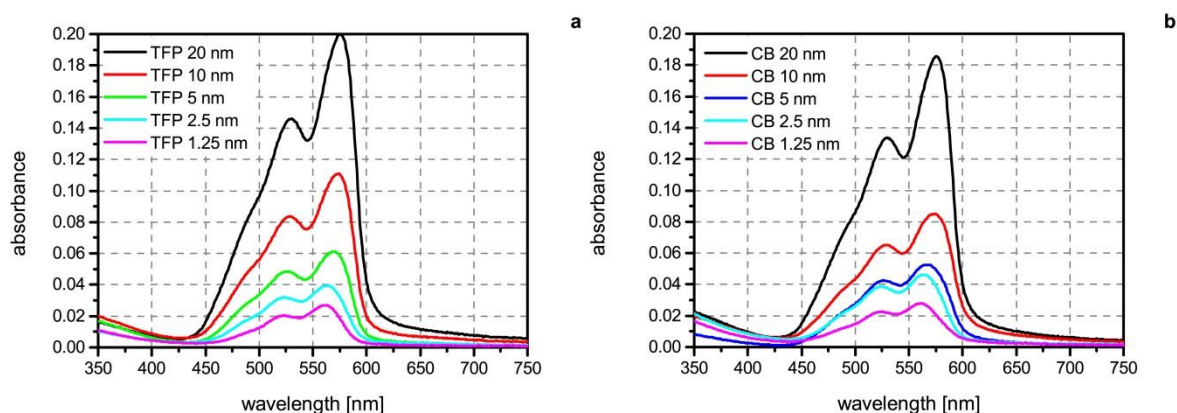 a
0.20
0.18
0.16
0.14
0.12
0.10
0.08
0.06
0.04
0.02
0.00
absorbance
TFP 20 nm
TFP 10 nm
TFP 5 nm
TFP 2.5 nm
TFP 1.25 nm
350 400 450 500 550 600 650 700 750
wavelength [nm]
b
0.20
0.18
0.16
0.14
0.12
0.10
0.08
0.06
0.04
0.02
0.00
absorbance
CB 20 nm
CB 10 nm
CB 5 nm
CB 2.5 nm
CB 1.25 nm
350 400 450 500 550 600 650 700 750
wavelength [nm]